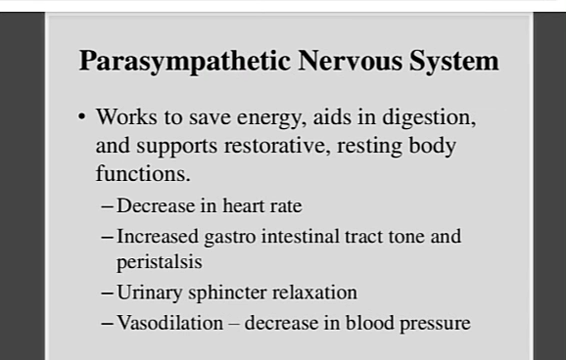 Parasympathetic Nervous System
• Works to save energy, aids in digestion,
and supports restorative, resting body
functions.
–Decrease in heart rate
–Increased gastro intestinal tract tone and
peristalsis
–Urinary sphincter relaxation
–Vasodilation – decrease in blood pressure